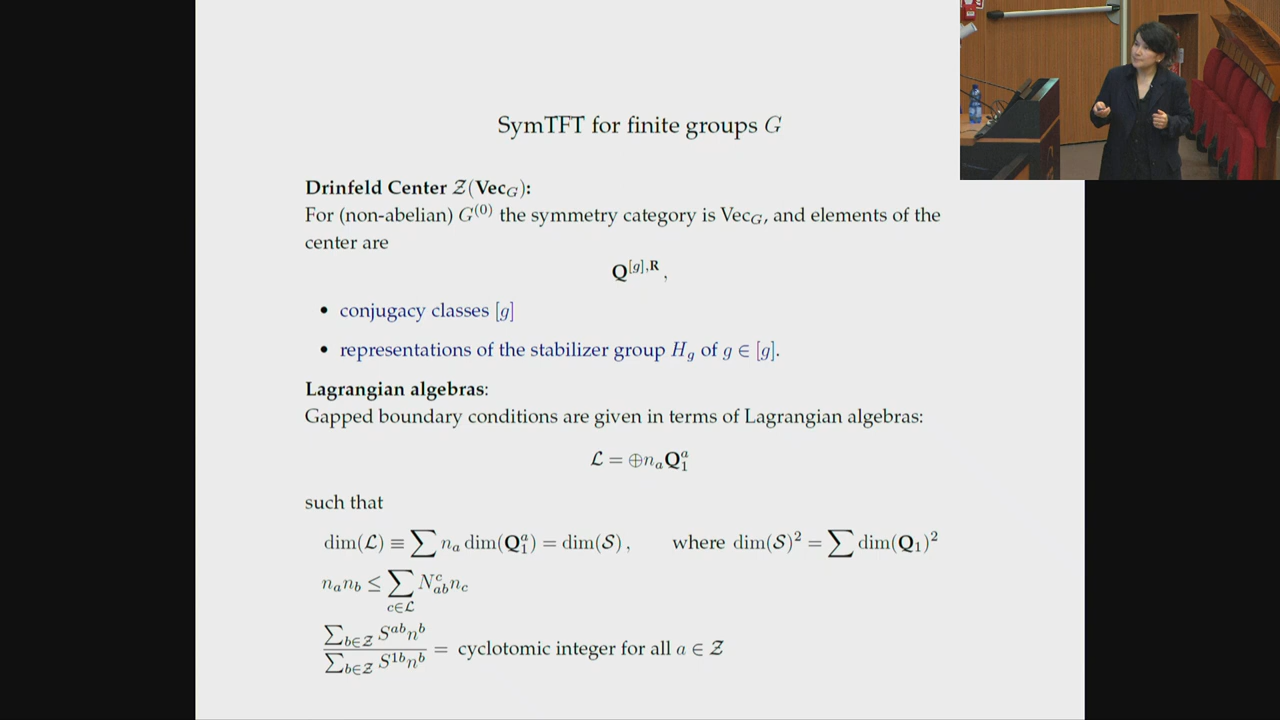 SymTFT for finite groups G
Drinfeld Center 𝒵(Vec_G):
For (non-abelian) G^{(0)} the symmetry category is Vec_G, and elements of the
center are
Q^{[g],R} ,
• conjugacy classes [g]
• representations of the stabilizer group H_g of g ∈ [g].
Lagrangian algebras:
Gapped boundary conditions are given in terms of Lagrangian algebras:
ℒ = ⊕n_a Q_1^a
such that
dim(ℒ) ≡ ∑ n_a dim(Q_1^a) = dim(𝒮) , where dim(𝒮)^2 = ∑ dim(Q_1)^2
n_a n_b ≤ ∑_{c∈ℒ} N_{ab}^c n_c
∑_{b∈𝒵} S^{ab} n^b / ∑_{b∈𝒵} S^{1b} n^b = cyclotomic integer for all a ∈ 𝒵